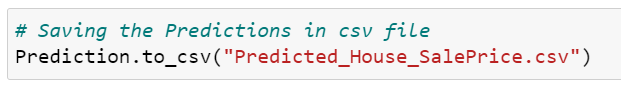 # Saving the Predictions in csv file
Prediction.to_csv("Predicted_House_SalePrice.csv")